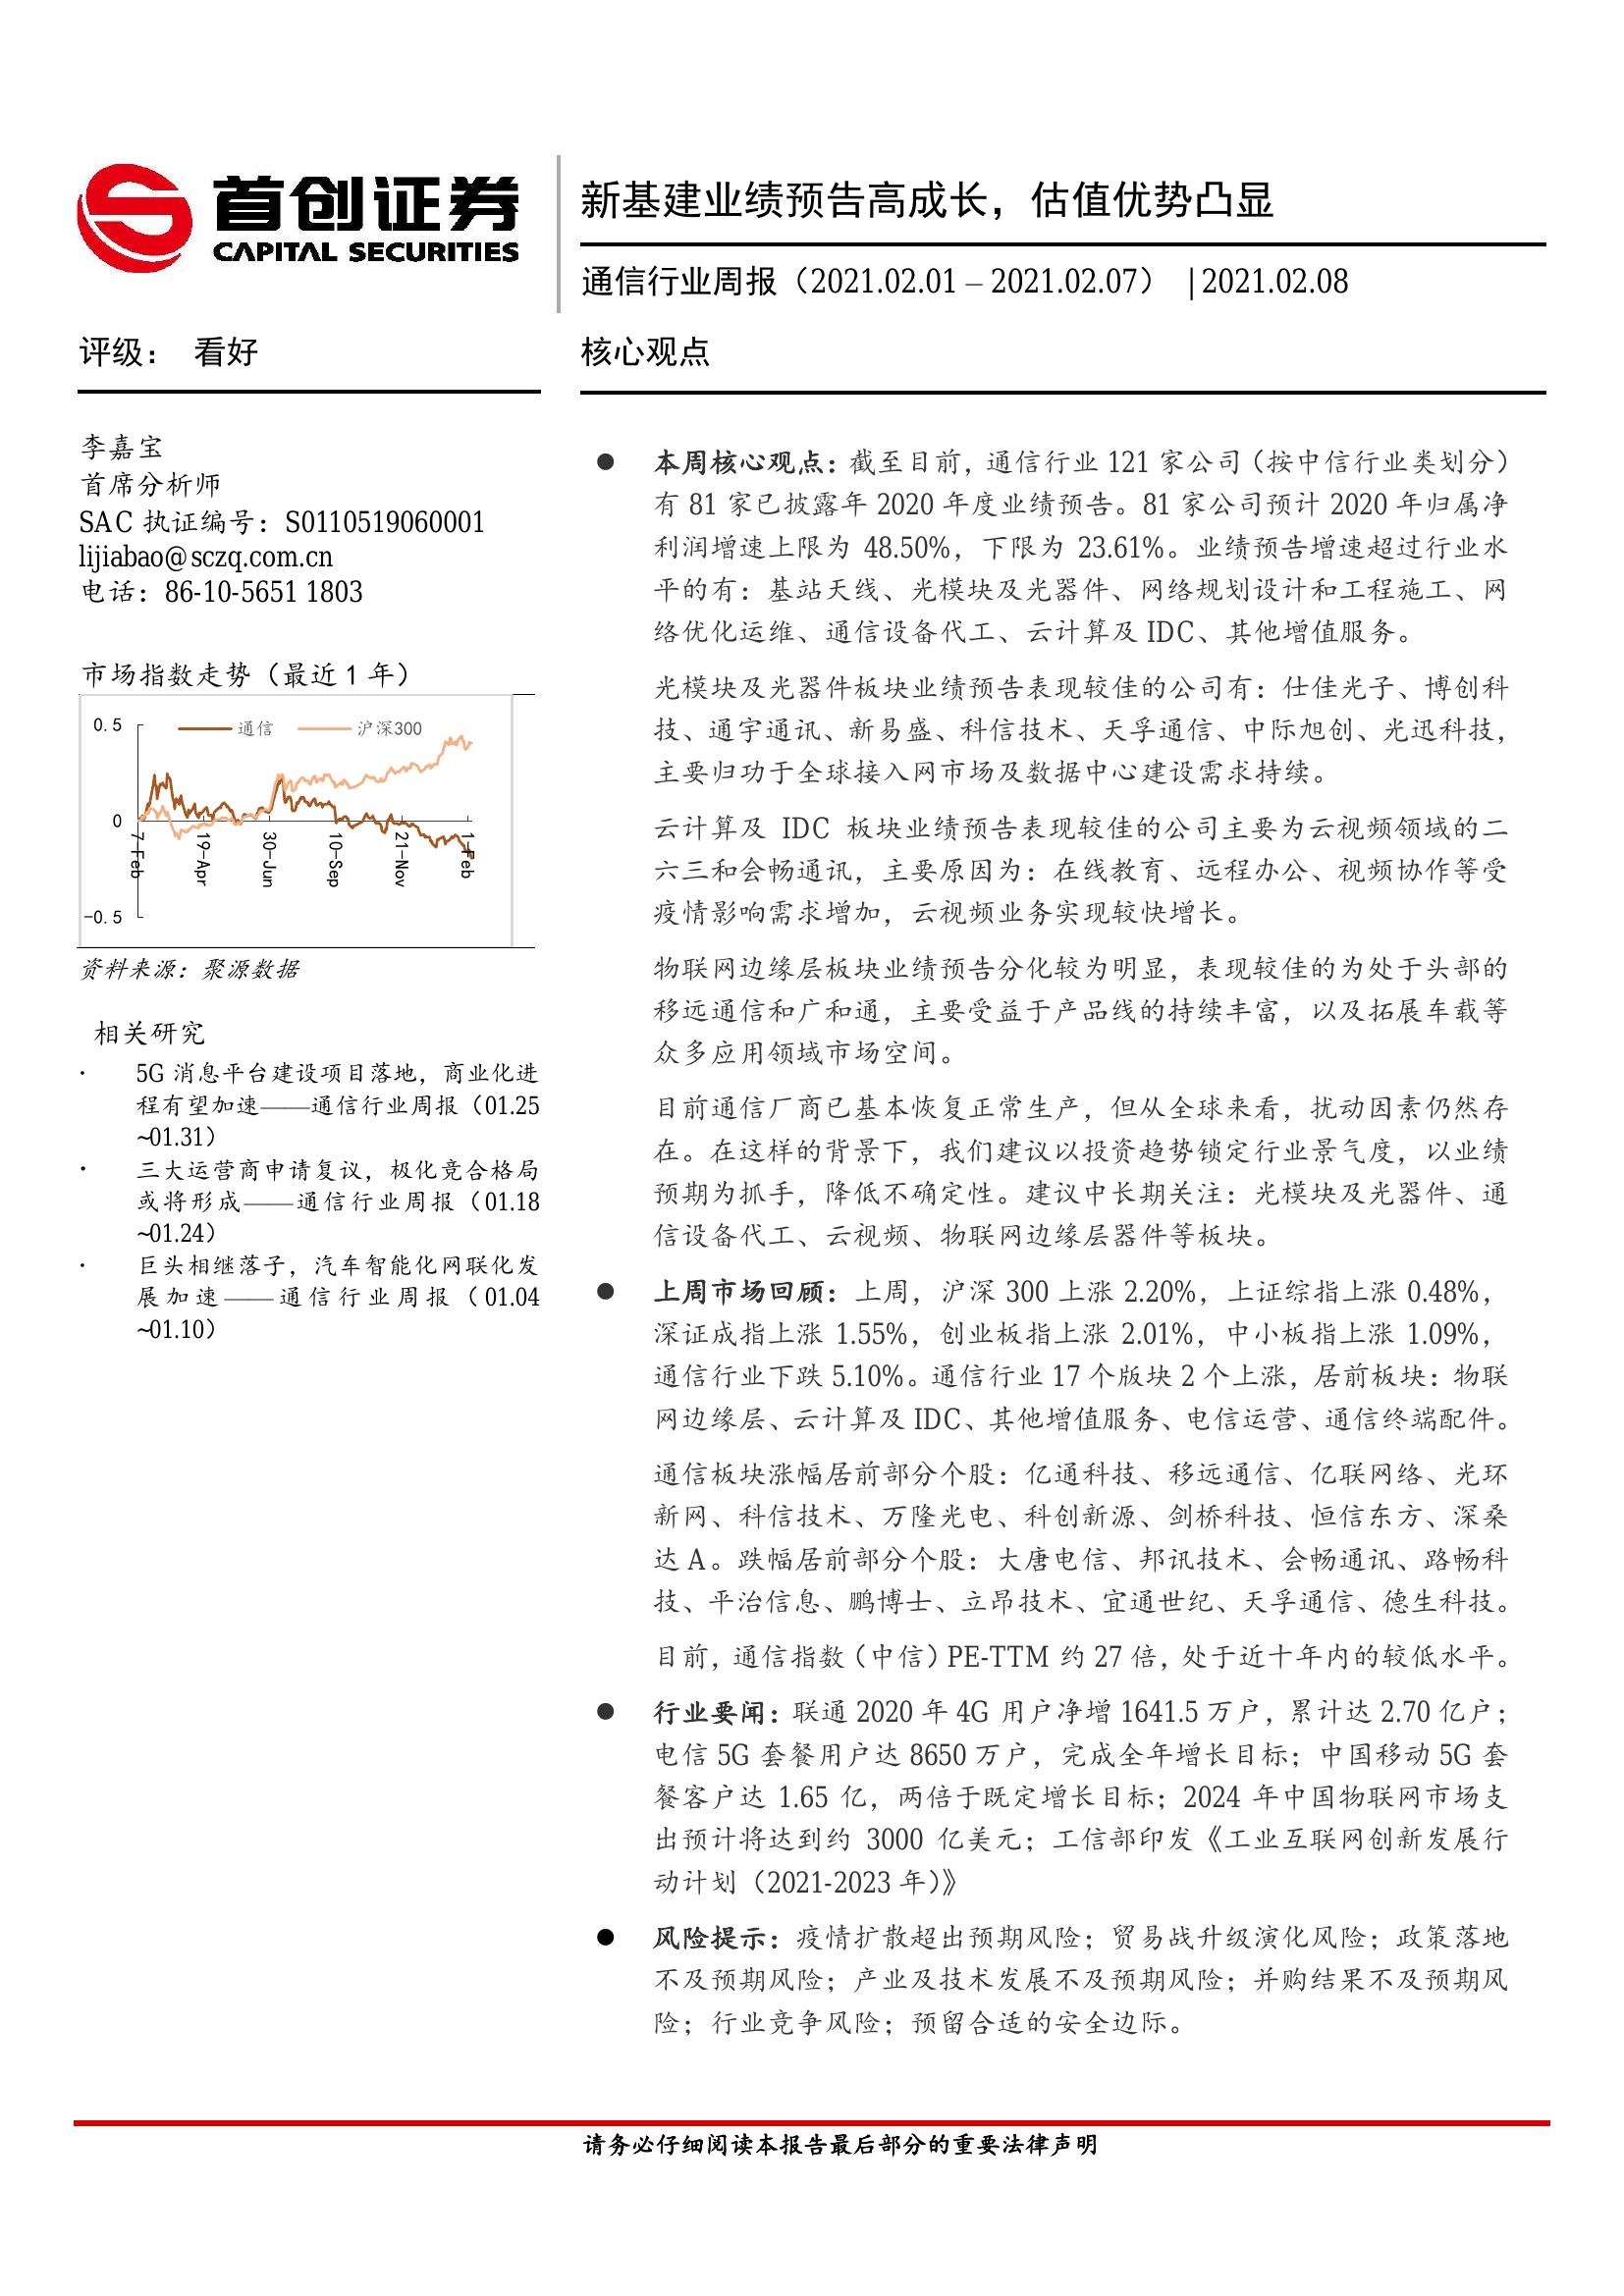 首创证券
CAPITAL SECURITIES
新基建业绩预告高成长，估值优势凸显
通信行业周报（2021.02.01 – 2021.02.07） | 2021.02.08
评级： 看好
李嘉宝
首席分析师
SAC 执证编号：S0110519060001
lijiabao@sczq.com.cn
电话：86-10-5651 1803
市场指数走势（最近 1 年）
通信 沪深300
0.5
0
-0.5
7-Feb
19-Apr
30-Jun
10-Sep
21-Nov
1-Feb
资料来源：聚源数据
相关研究
· 5G 消息平台建设项目落地，商业化进
程有望加速——通信行业周报（01.25
~01.31）
· 三大运营商申请复议，极化竞合格局
或将形成——通信行业周报（01.18
~01.24）
· 巨头相继落子，汽车智能化网联化发
展加速——通信行业周报（01.04
~01.10）
核心观点
● 本周核心观点：截至目前，通信行业 121 家公司（按中信行业类划分）
有 81 家已披露年 2020 年度业绩预告。81 家公司预计 2020 年归属净
利润增速上限为 48.50%，下限为 23.61%。业绩预告增速超过行业水
平的有：基站天线、光模块及光器件、网络规划设计和工程施工、网
络优化运维、通信设备代工、云计算及 IDC、其他增值服务。
光模块及光器件板块业绩预告表现较佳的公司有：仕佳光子、博创科
技、通宇通讯、新易盛、科信技术、天孚通信、中际旭创、光迅科技，
主要归功于全球接入网市场及数据中心建设需求持续。
云计算及 IDC 板块业绩预告表现较佳的公司主要为云视频领域的二
六三和会畅通讯，主要原因为：在线教育、远程办公、视频协作等受
疫情影响需求增加，云视频业务实现较快增长。
物联网边缘层板块业绩预告分化较为明显，表现较佳的为处于头部的
移远通信和广和通，主要受益于产品线的持续丰富，以及拓展车载等
众多应用领域市场空间。
目前通信厂商已基本恢复正常生产，但从全球来看，扰动因素仍然存
在。在这样的背景下，我们建议以投资趋势锁定行业景气度，以业绩
预期为抓手，降低不确定性。建议中长期关注：光模块及光器件、通
信设备代工、云视频、物联网边缘层器件等板块。
● 上周市场回顾：上周，沪深 300 上涨 2.20%，上证综指上涨 0.48%，
深证成指上涨 1.55%，创业板指上涨 2.01%，中小板指上涨 1.09%，
通信行业下跌 5.10%。通信行业 17 个版块 2 个上涨，居前板块：物联
网边缘层、云计算及 IDC、其他增值服务、电信运营、通信终端配件。
通信板块涨幅居前部分个股：亿通科技、移远通信、亿联网络、光环
新网、科信技术、万隆光电、科创新源、剑桥科技、恒信东方、深桑
达 A。跌幅居前部分个股：大唐电信、邦讯技术、会畅通讯、路畅科
技、平治信息、鹏博士、立昂技术、宜通世纪、天孚通信、德生科技。
目前，通信指数（中信）PE-TTM 约 27 倍，处于近十年内的较低水平。
● 行业要闻：联通 2020 年 4G 用户净增 1641.5 万户，累计达 2.70 亿户；
电信 5G 套餐用户达 8650 万户，完成全年增长目标；中国移动 5G 套
餐客户达 1.65 亿，两倍于既定增长目标；2024 年中国物联网市场支
出预计将达到约 3000 亿美元；工信部印发《工业互联网创新发展行
动计划（2021-2023 年）》
● 风险提示：疫情扩散超出预期风险；贸易战升级演化风险；政策落地
不及预期风险；产业及技术发展不及预期风险；并购结果不及预期风
险；行业竞争风险；预留合适的安全边际。
请务必仔细阅读本报告最后部分的重要法律声明